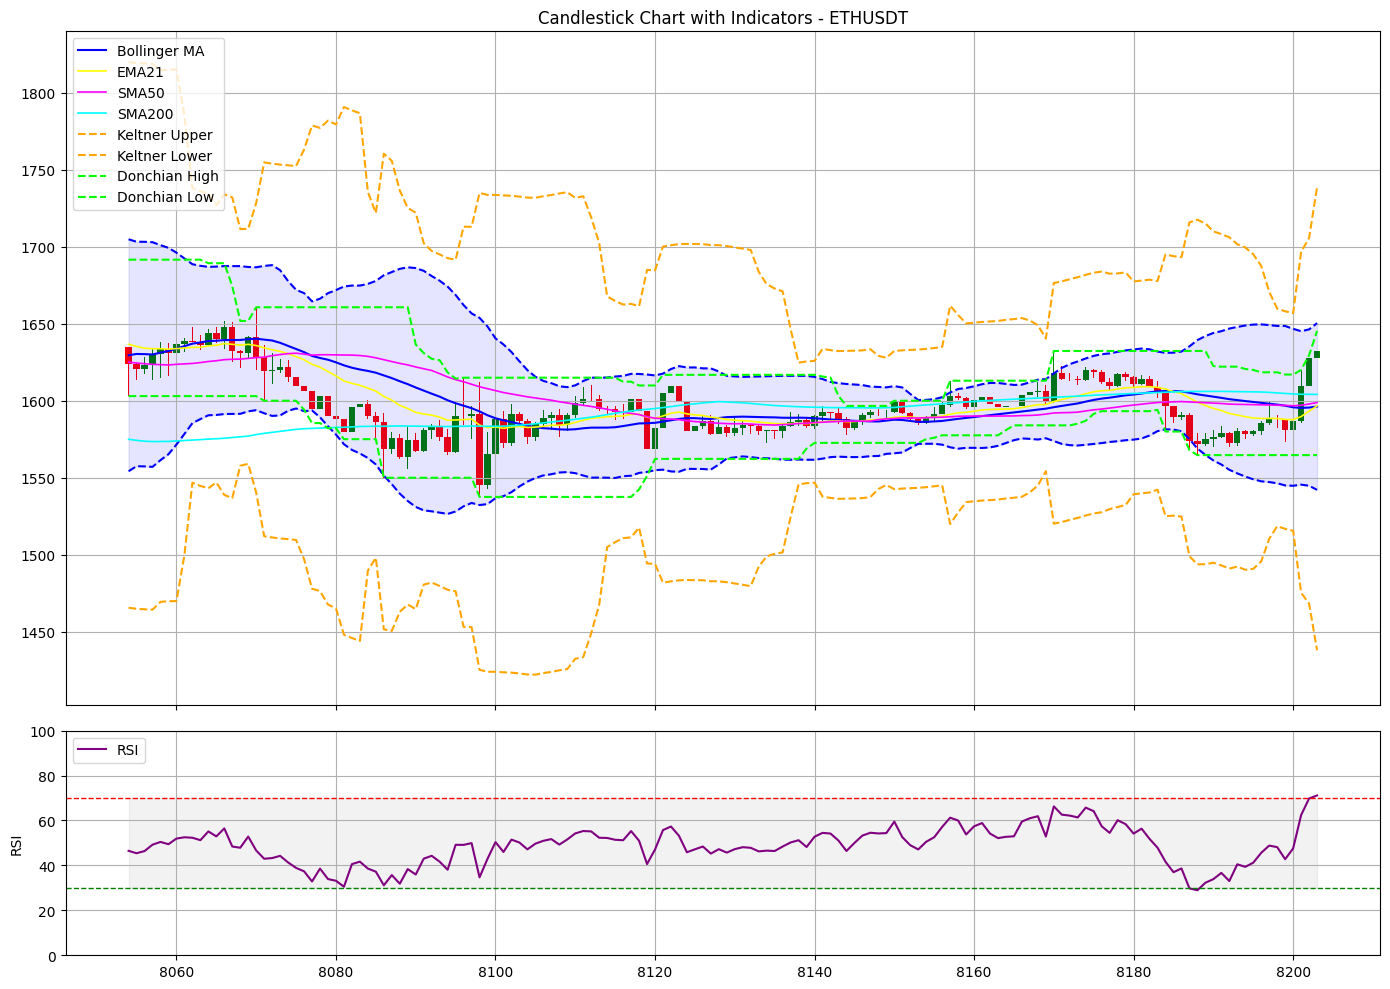 Candlestick Chart with Indicators - ETHUSDT
Bollinger MA
EMA21
SMA50
SMA200
Keltner Upper
Keltner Lower
Donchian High
Donchian Low
1800
1750
1700
1650
1600
1550
1500
1450
RSI
100
80
60
40
20
0
RSI
8060 8080 8100 8120 8140 8160 8180 8200